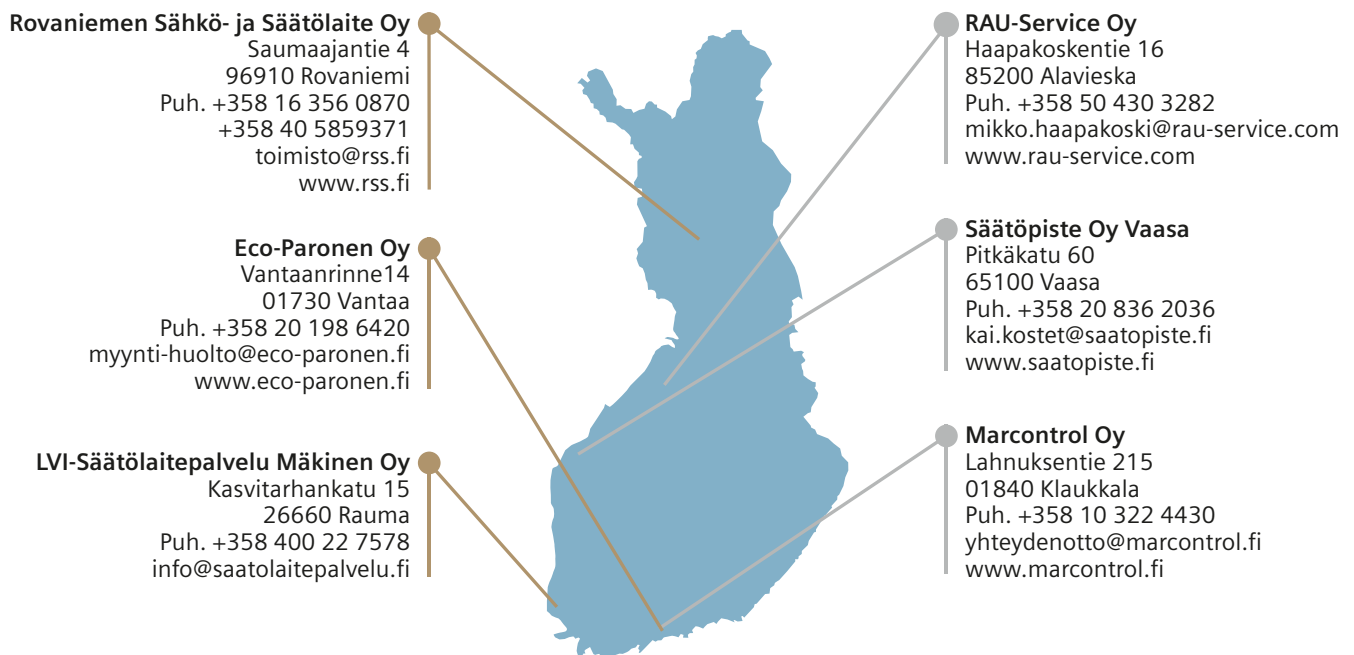 Rovaniemen Sähkö- ja Säätölaite Oy
Saumaajantie 4
96910 Rovaniemi
Puh. +358 16 356 0870
+358 40 5859371
toimisto@rss.fi
www.rss.fi
Eco-Paronen Oy
Vantaanrinne14
01730 Vantaa
Puh. +358 20 198 6420
myynti-huolto@eco-paronen.fi
www.eco-paronen.fi
LVI-Säätölaitepalvelu Mäkinen Oy
Kasvitarhankatu 15
26660 Rauma
Puh. +358 400 22 7578
info@saatolaitepalvelu.fi
RAU-Service Oy
Haapakoskentie 16
85200 Alavieska
Puh. +358 50 430 3282
mikko.haapakoski@rau-service.com
www.rau-service.com
Säätöpiste Oy Vaasa
Pitkäkatu 60
65100 Vaasa
Puh. +358 20 836 2036
kai.kostet@saatopiste.fi
www.saatopiste.fi
Marcontrol Oy
Lahnuksentie 215
01840 Klaukkala
Puh. +358 10 322 4430
yhteydenotto@marcontrol.fi
www.marcontrol.fi